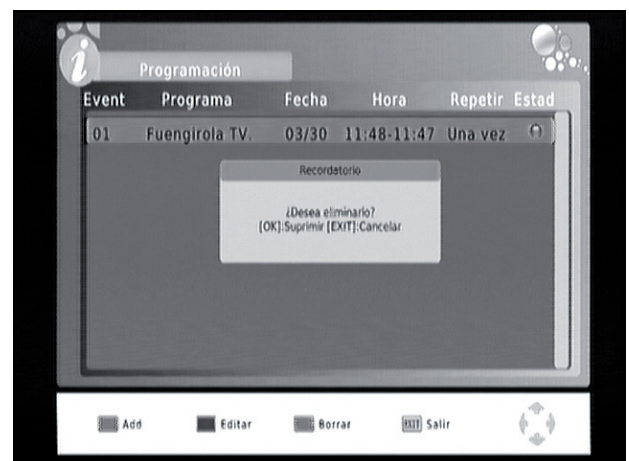 Programación
Event Programa Fecha Hora Repetir Estad
01 Fuengirola TV. 03/30 11:48-11:47 Una vez
Recordatorio
¿Desea eliminarlo?
[OK]:Suprimir [EXIT]:Cancelar
Add Editar Borrar EXIT Salir